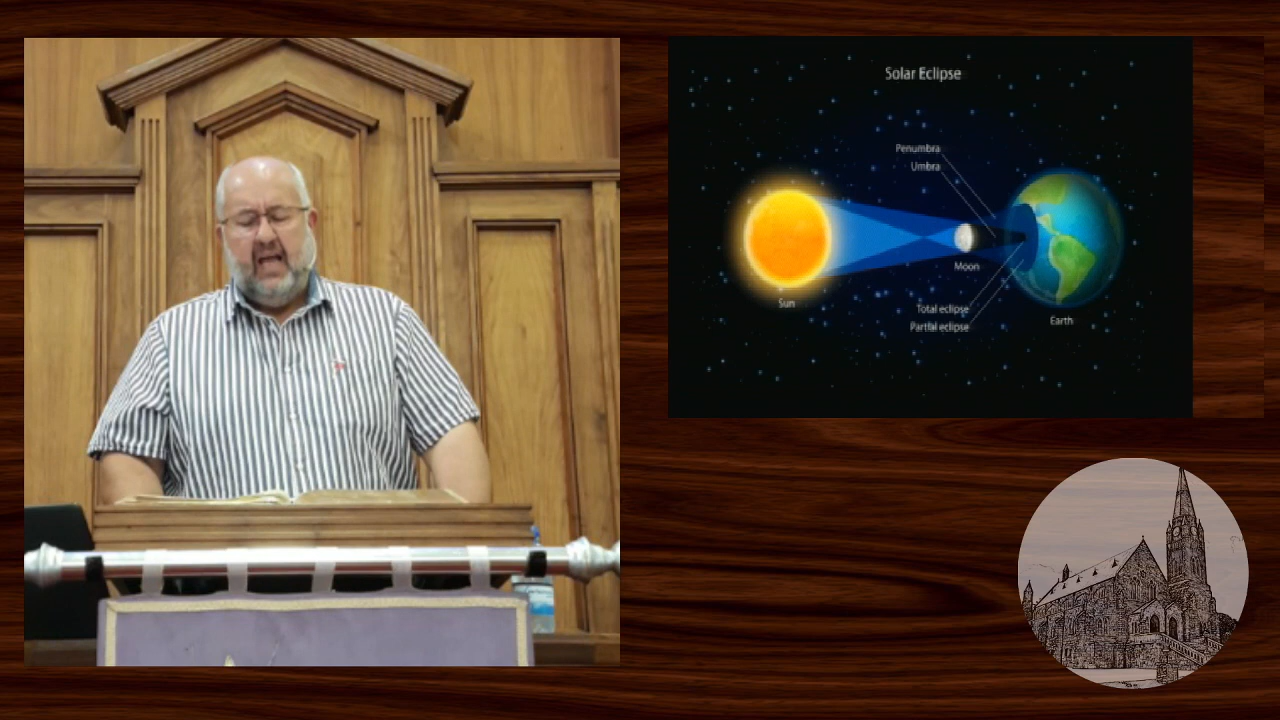 Solar Eclipse
Penumbra
Umbra
Moon
Sun
Total eclipse
Earth
Partial eclipse